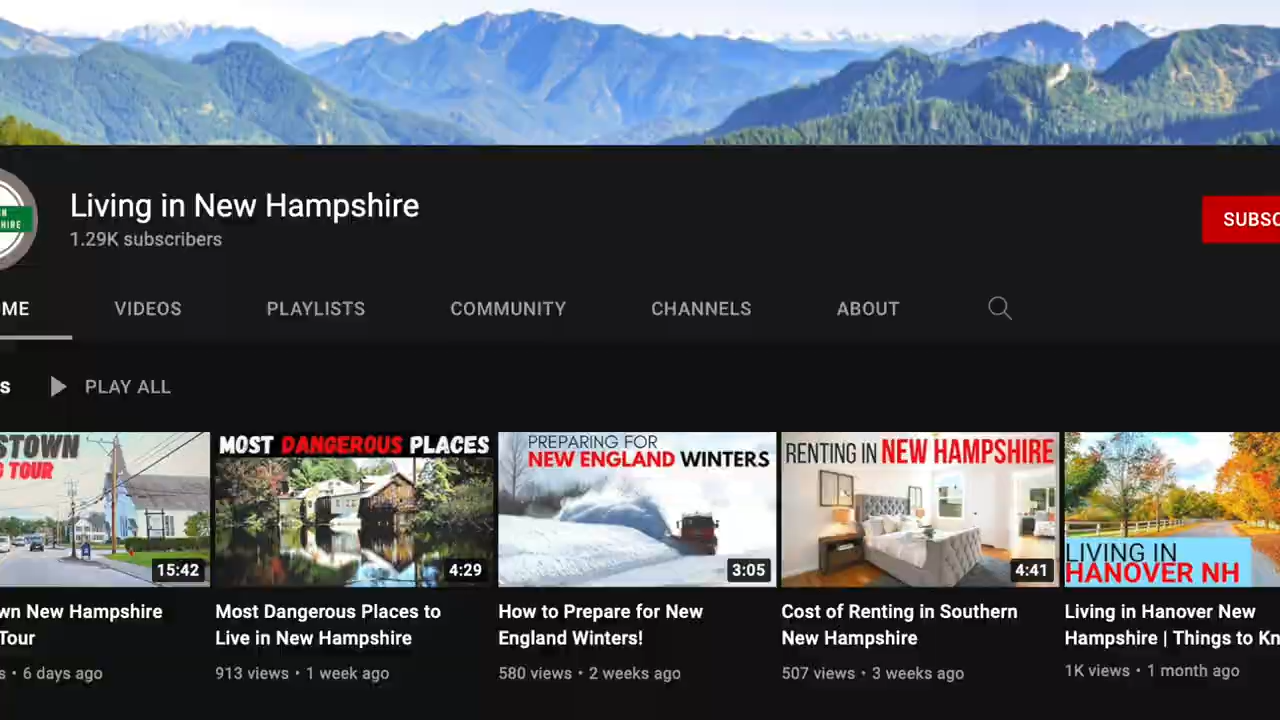 Living in New Hampshire
1.29K subscribers
HIRE
SUBSC
OME
VIDEOS
PLAYLISTS
COMMUNITY
CHANNELS
ABOUT
s
PLAY ALL
STOWN
G TOUR
15:42
MOST DANGEROUS PLACES
4:29
PREPARING FOR
NEW ENGLAND WINTERS
3:05
RENTING IN NEW HAMPSHIRE
4:41
LIVING IN
HANOVER NH
wn New Hampshire
Tour
s • 6 days ago
Most Dangerous Places to
Live in New Hampshire
913 views • 1 week ago
How to Prepare for New
England Winters!
580 views • 2 weeks ago
Cost of Renting in Southern
New Hampshire
507 views • 3 weeks ago
Living in Hanover New
Hampshire | Things to Kn
1K views • 1 month ago